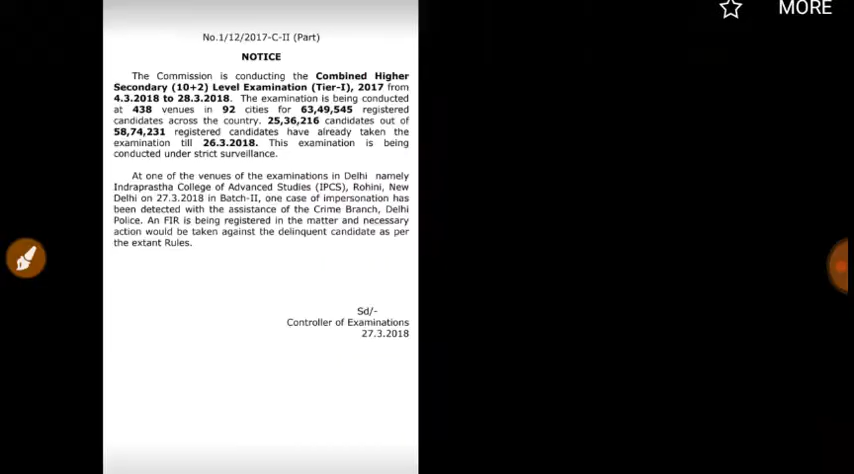 MORE
No.1/12/2017-C-II (Part)
NOTICE
The Commission is conducting the Combined Higher
Secondary (10+2) Level Examination (Tier-I), 2017 from
4.3.2018 to 28.3.2018. The examination is being conducted
at 438 venues in 92 cities for 63,49,545 registered
candidates across the country. 25,36,216 candidates out of
58,74,231 registered candidates have already taken the
examination till 26.3.2018. This examination is being
conducted under strict surveillance.
At one of the venues of the examinations in Delhi namely
Indraprastha College of Advanced Studies (IPCS), Rohini, New
Delhi on 27.3.2018 in Batch-II, one case of impersonation has
been detected with the assistance of the Crime Branch, Delhi
Police. An FIR is being registered in the matter and necessary
action would be taken against the delinquent candidate as per
the extant Rules.
Sd/-
Controller of Examinations
27.3.2018